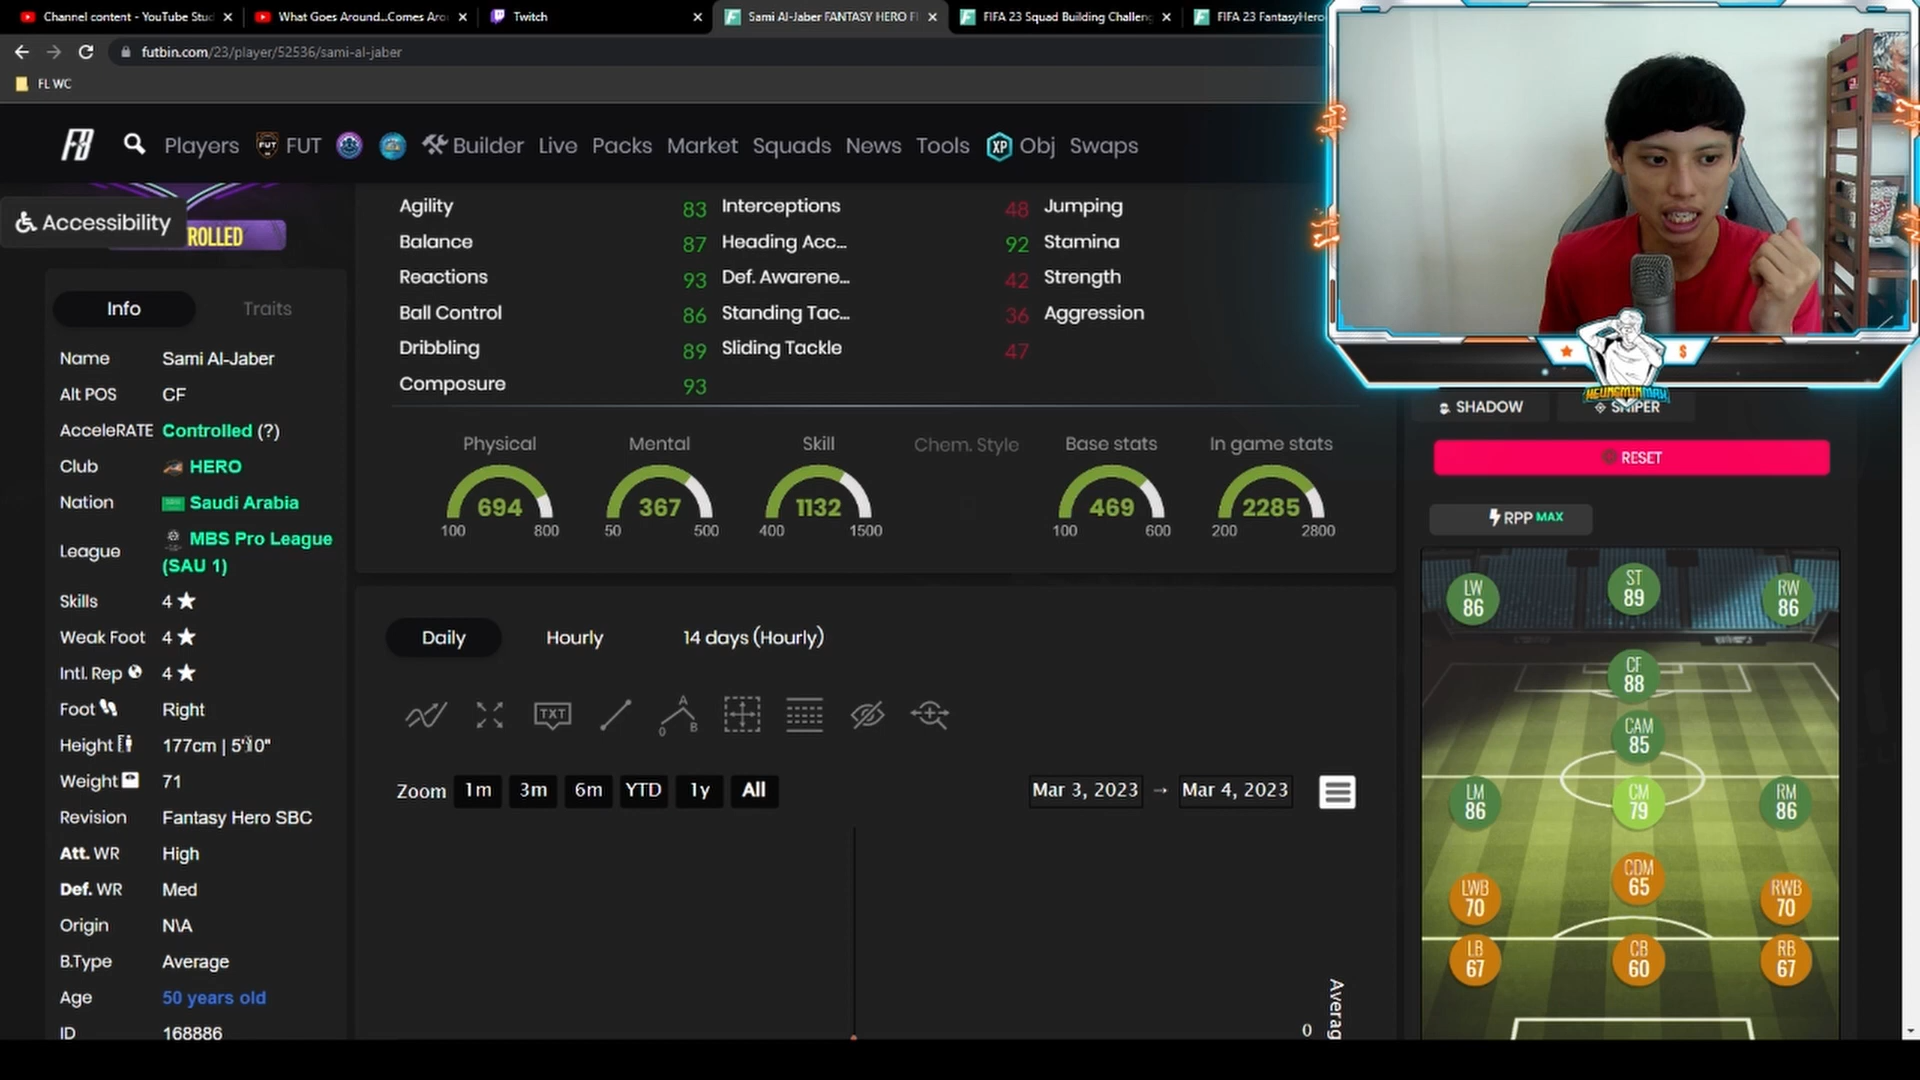 Channel content - YouTube Stud
What Goes Around...Comes Aro
Twitch
Sami Al-Jaber FANTASY HERO FI
FIFA 23 Squad Building Challeng
FIFA 23 FantasyHero
futbin.com/23/player/52536/sami-al-jaber
FL WC
FB
Players
FUT
Builder
Live
Packs
Market
Squads
News
Tools
XP Obj
Swaps
Accessibility
ROLLED
Info
Traits
Name Sami Al-Jaber
Alt POS CF
AcceleRATE Controlled (?)
Club HERO
Nation Saudi Arabia
League MBS Pro League (SAU 1)
Skills 4
Weak Foot 4
Intl. Rep 4
Foot Right
Height 177cm | 5'10"
Weight 71
Revision Fantasy Hero SBC
Att. WR High
Def. WR Med
Origin N\A
B.Type Average
Age 50 years old
ID 168886
Agility 83 Interceptions 48 Jumping
Balance 87 Heading Acc... 92 Stamina
Reactions 93 Def. Awarene... 42 Strength
Ball Control 86 Standing Tac... 36 Aggression
Dribbling 89 Sliding Tackle 47
Composure 93
Physical Mental Skill Chem. Style Base stats In game stats
694 367 1132 469 2285
100 800 50 500 400 1500 100 600 200 2800
Daily
Hourly
14 days (Hourly)
TXT
A
0 B
Zoom 1m 3m 6m YTD 1y All
Mar 3, 2023 → Mar 4, 2023
0
Averag
HEUNGMINMAX
$
SHADOW
SNIPER
RESET
RPP MAX
LW 86
ST 89
RW 86
CF 88
CAM 85
LM 86
CM 79
RM 86
CDM 65
LWB 70
RWB 70
LB 67
CB 60
RB 67